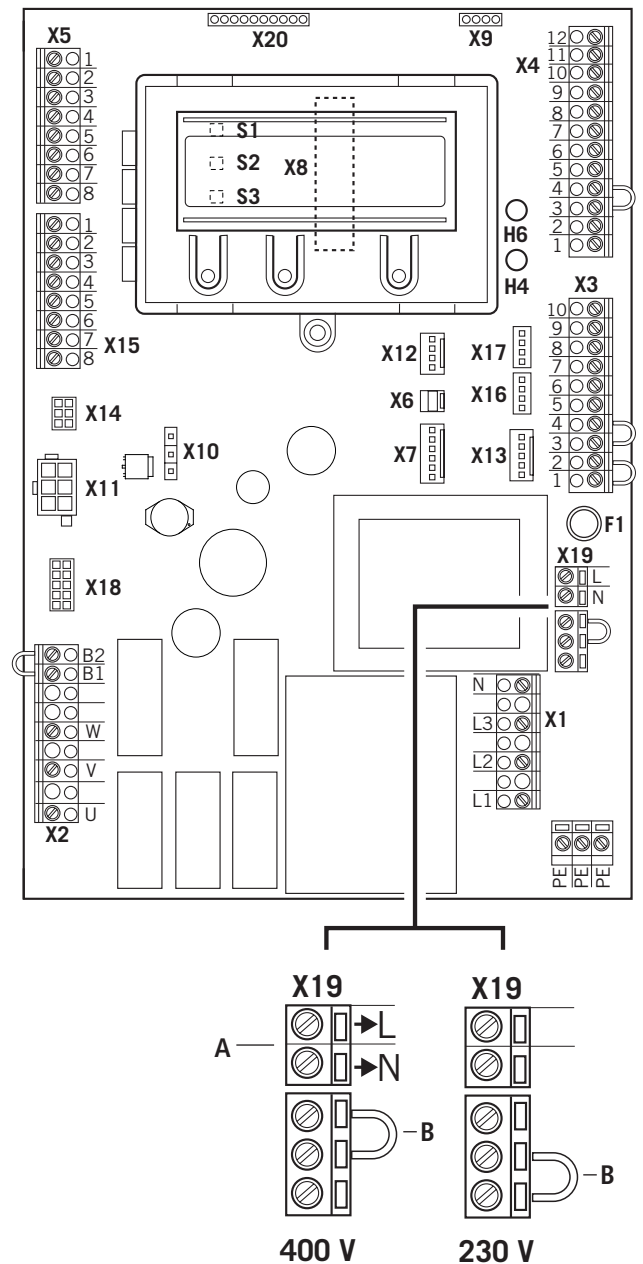 X5
X20
X9
X4
1
2
3
4
5
6
7
8
12
11
10
9
8
7
6
5
4
3
2
1
S1
S2
S3
X8
H6
H4
1
2
3
4
5
6
7
8
X15
X3
10
9
8
7
6
5
4
3
2
1
X12
X17
X6
X16
X7
X13
X14
X10
X11
F1
X18
X19
L
N
B2
B1
W
V
U
X2
N
L3
L2
L1
X1
PE
PE
PE
X19
X19
A
L
N
B
B
400 V
230 V